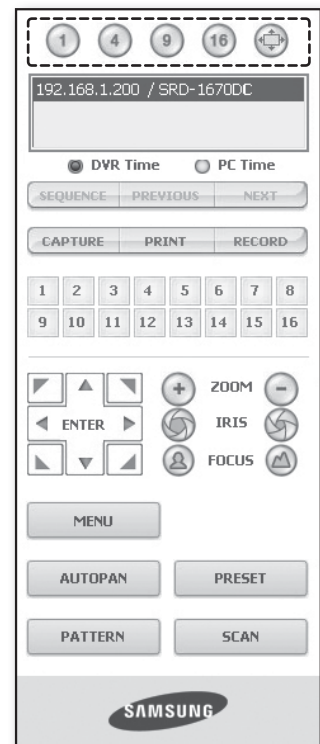 1 4 9 16
192.168.1.200 / SRD-1670DC
DVR Time PC Time
SEQUENCE PREVIOUS NEXT
CAPTURE PRINT RECORD
1 2 3 4 5 6 7 8
9 10 11 12 13 14 15 16
ZOOM
ENTER IRIS
FOCUS
MENU
AUTOPAN PRESET
PATTERN SCAN
SAMSUNG